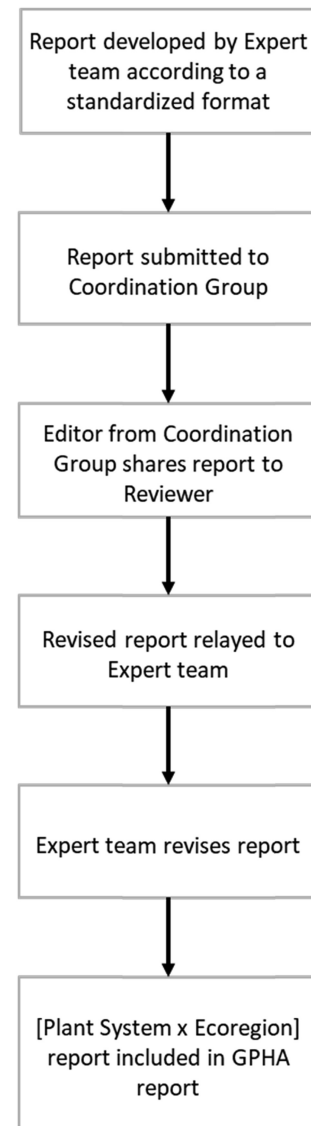 Report developed by Expert
team according to a
standardized format
Report submitted to
Coordination Group
Editor from Coordination
Group shares report to
Reviewer
Revised report relayed to
Expert team
Expert team revises report
[Plant System x Ecoregion]
report included in GPHA
report